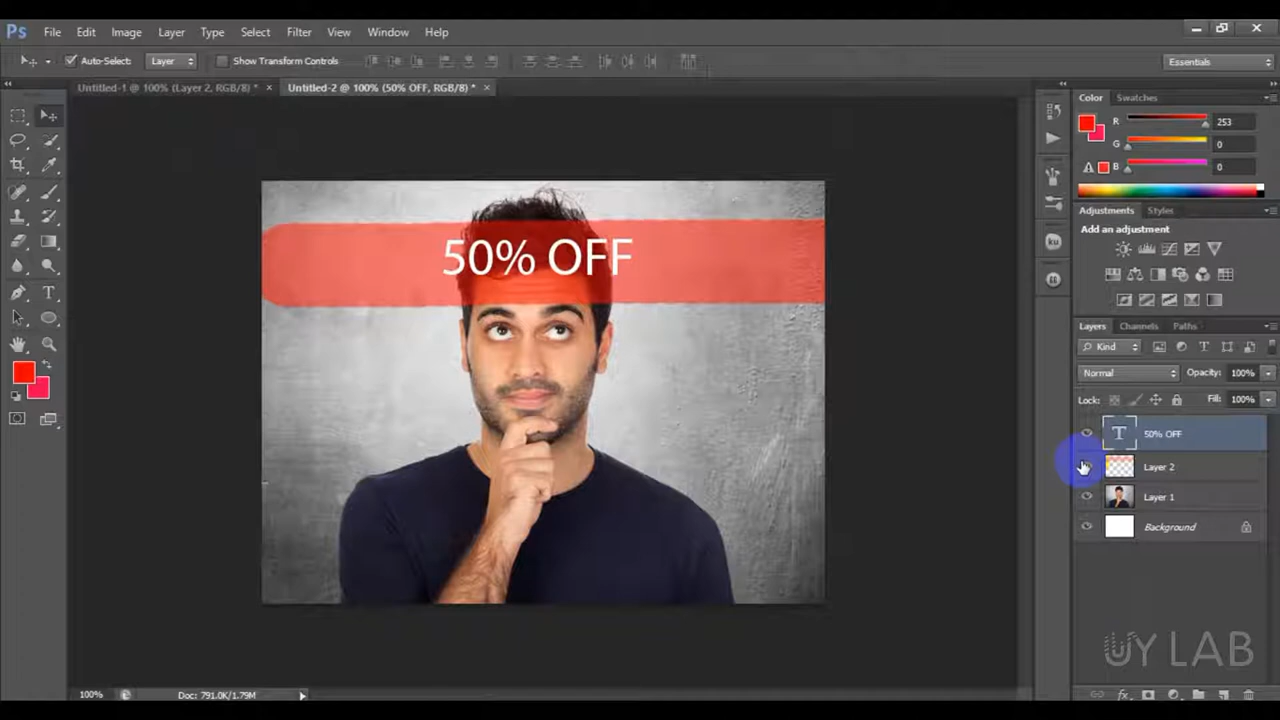 Ps File Edit Image Layer Type Select Filter View Window Help
Auto-Select: Layer Show Transform Controls Essentials
Untitled-1 @ 100% (Layer 2, RGB/8) * × Untitled-2 @ 100% (50% OFF, RGB/8) * ×
Color Swatches
R 253
G 0
B 0
Adjustments Styles
Add an adjustment
50% OFF
Layers Channels Paths
Kind
Normal Opacity: 100%
Lock: Fill: 100%
T 50% OFF
Layer 2
Layer 1
Background
UY LAB
100% Doc: 791.0K/1.79M